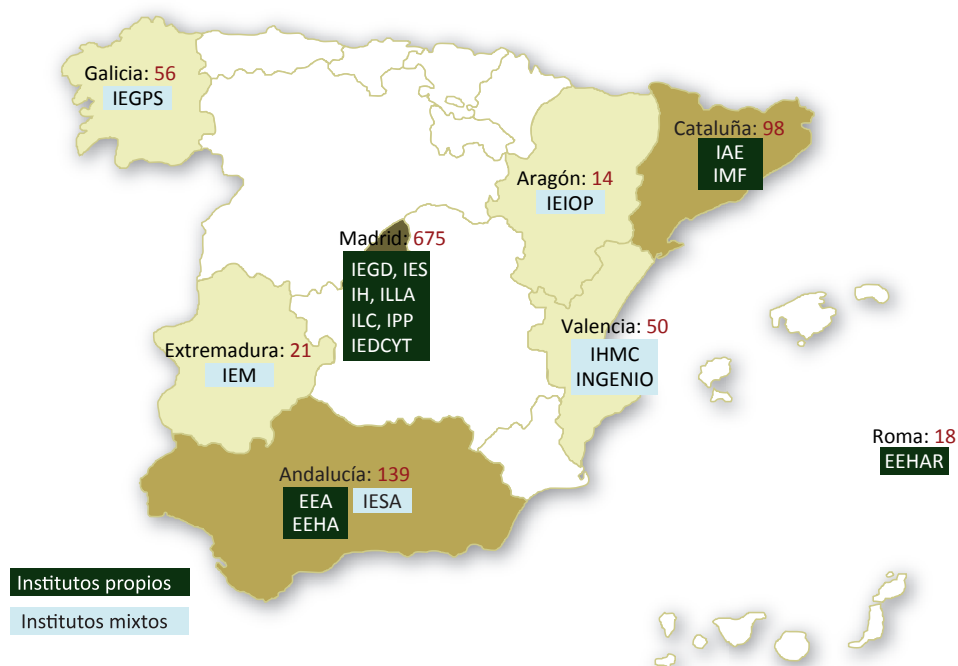 Galicia: 56
IEGPS
Cataluña: 98
IAE
IMF
Aragón: 14
IEIOP
Madrid: 675
IEGD, IES
IH, ILLA
ILC, IPP
IEDCYT
Valencia: 50
IHMC
INGENIO
Extremadura: 21
IEM
Roma: 18
EEHAR
Andalucía: 139
EEA
EEHA
IESA
Institutos propios
Institutos mixtos